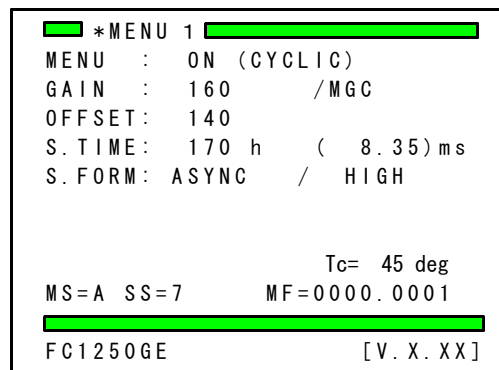 *MENU 1
MENU : ON (CYCLIC)
GAIN : 160 /MGC
OFFSET: 140
S.TIME: 170 h ( 8.35)ms
S.FORM: ASYNC / HIGH
Tc= 45 deg
MS=A SS=7 MF=0000.0001
FC1250GE [V.X.XX]